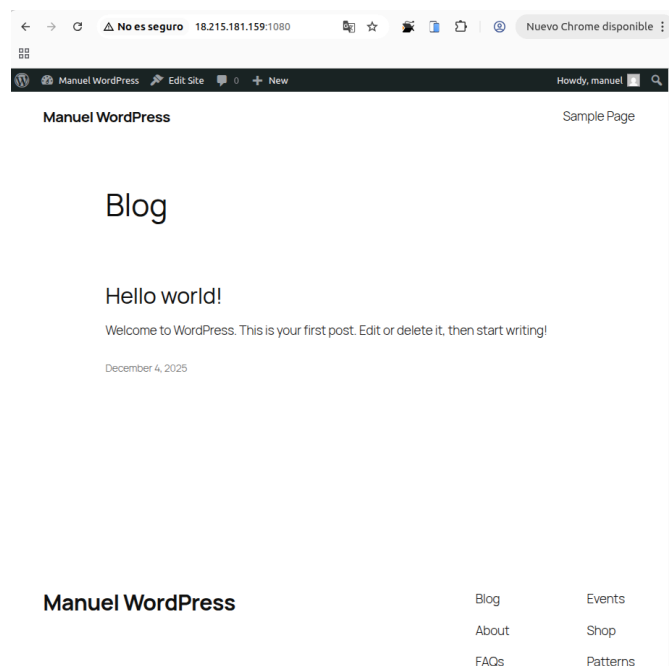 No es seguro 18.215.181.159:1080 Nuevo Chrome disponible
Manuel WordPress Edit Site 0 New Howdy, manuel
Manuel WordPress Sample Page
Blog
Hello world!
Welcome to WordPress. This is your first post. Edit or delete it, then start writing!
December 4, 2025
Manuel WordPress Blog Events
About Shop
FAQs Patterns